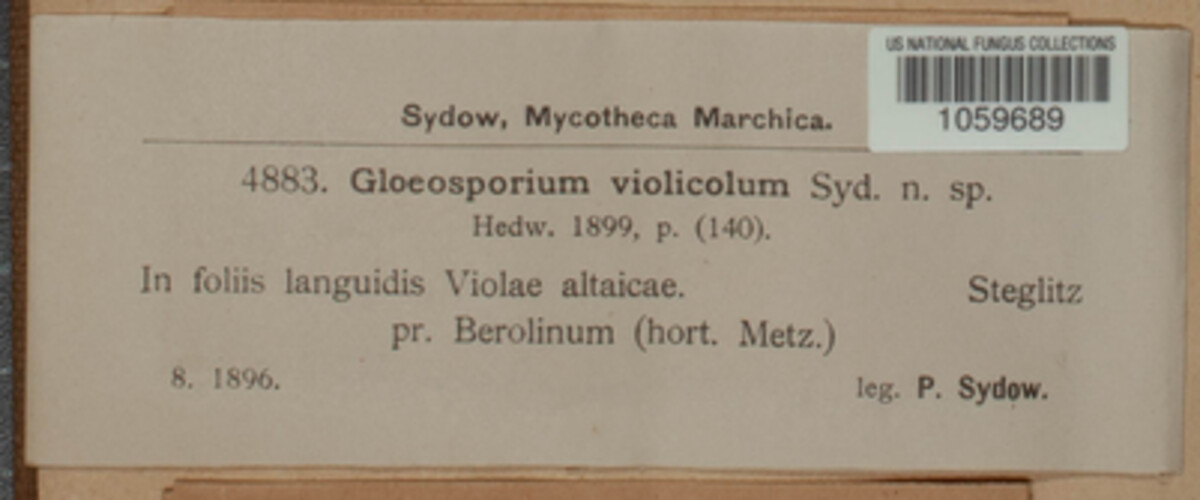 US NATIONAL FUNGUS COLLECTIONS
1059689
Sydow, Mycotheca Marchica.
4883. Gloeosporium violicolum Syd. n. sp.
Hedw. 1899, p. (140).
In foliis languidis Violae altaicae. Steglitz
pr. Berolinum (hort. Metz.)
8. 1896. leg. P. Sydow.